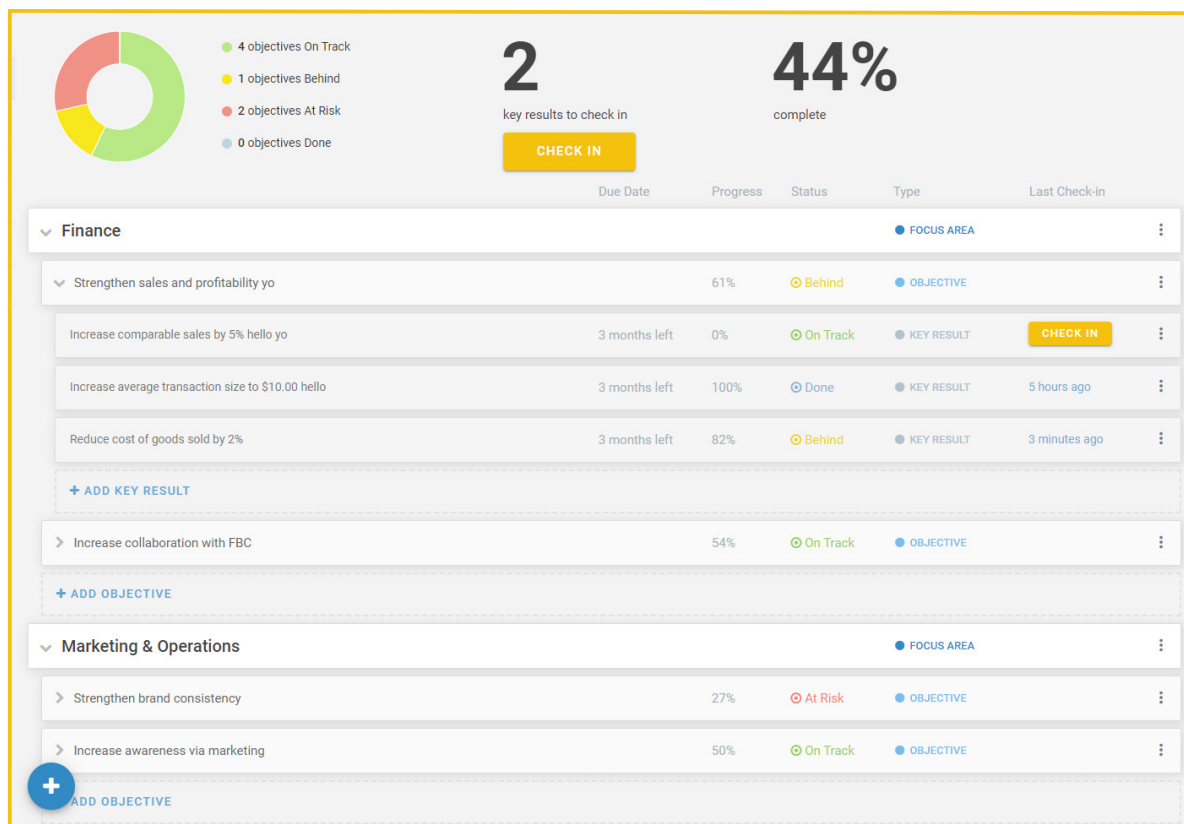 4 objectives On Track
1 objectives Behind
2 objectives At Risk
0 objectives Done
2
key results to check in
CHECK IN
44%
complete
Due Date Progress Status Type Last Check-in
Finance FOCUS AREA
Strengthen sales and profitability yo 61% Behind OBJECTIVE
Increase comparable sales by 5% hello yo 3 months left 0% On Track KEY RESULT CHECK IN
Increase average transaction size to $10.00 hello 3 months left 100% Done KEY RESULT 5 hours ago
Reduce cost of goods sold by 2% 3 months left 82% Behind KEY RESULT 3 minutes ago
+ ADD KEY RESULT
Increase collaboration with FBC 54% On Track OBJECTIVE
+ ADD OBJECTIVE
Marketing & Operations FOCUS AREA
Strengthen brand consistency 27% At Risk OBJECTIVE
Increase awareness via marketing 50% On Track OBJECTIVE
+ ADD OBJECTIVE